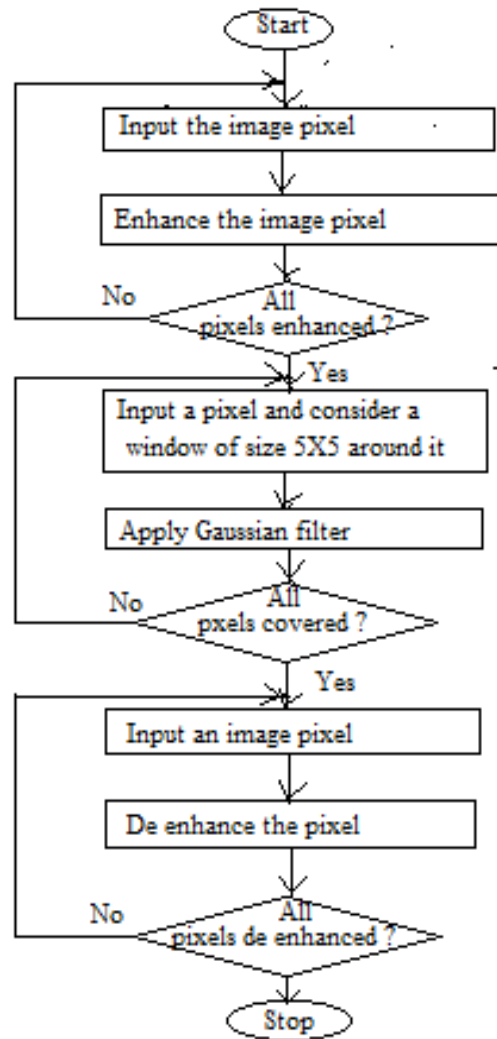 Start
Input the image pixel
Enhance the image pixel
No
All
pixels enhanced ?
Yes
Input a pixel and consider a
window of size 5X5 around it
Apply Gaussian filter
No
All
pxels covered ?
Yes
Input an image pixel
De enhance the pixel
No
All
pixels de enhanced ?
Stop